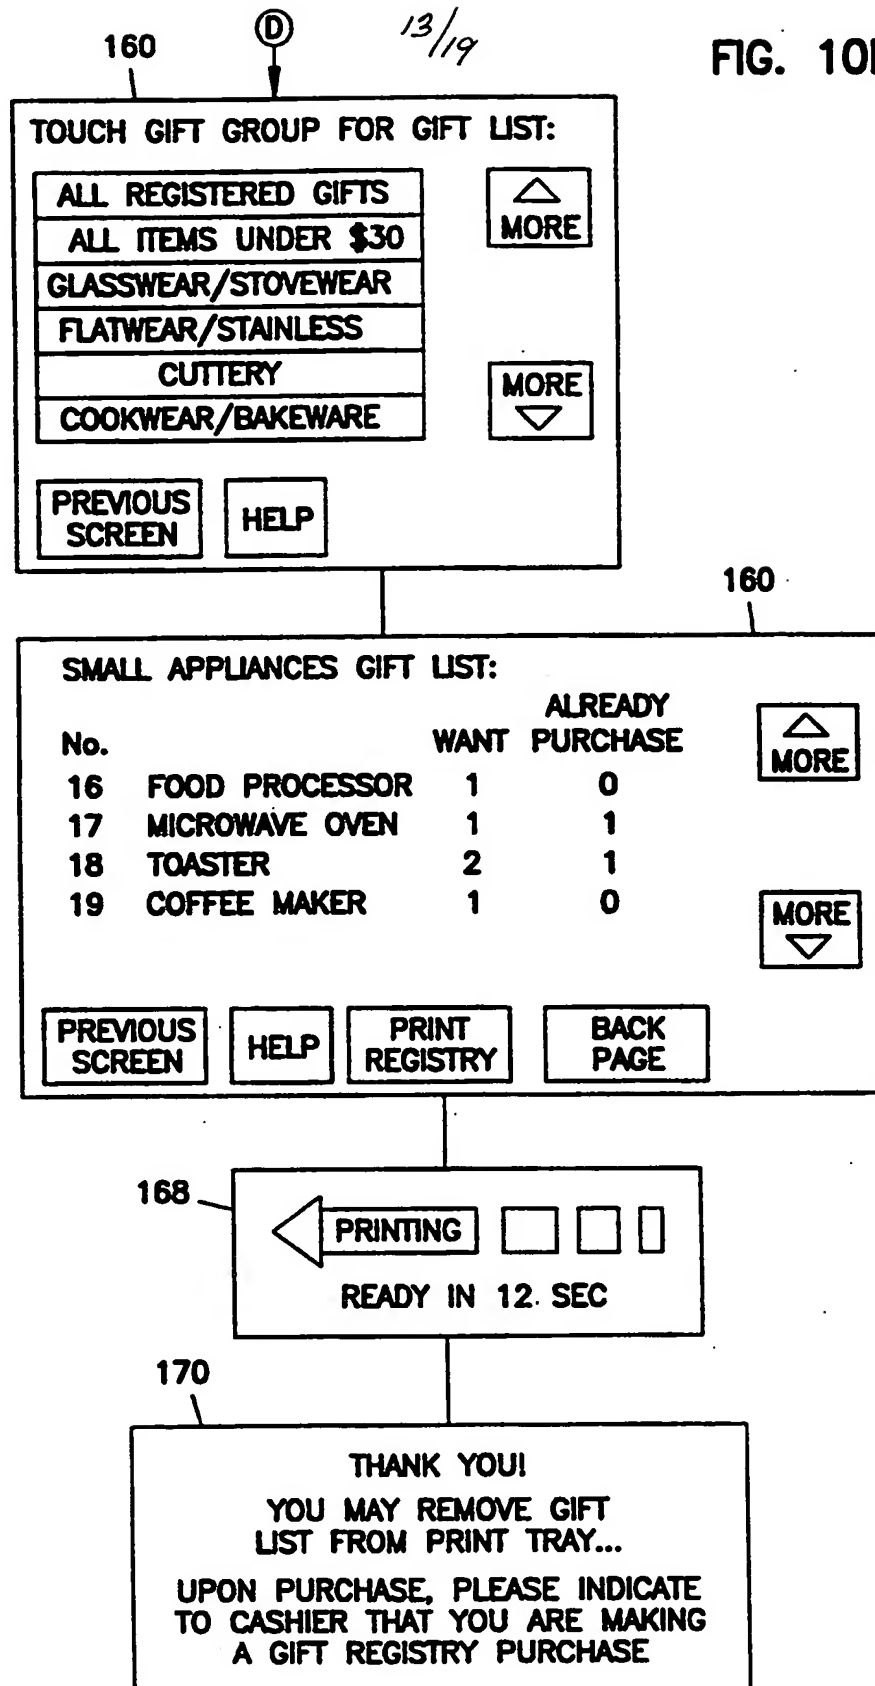 160
D
13/19
FIG. 10
TOUCH GIFT GROUP FOR GIFT LIST:
ALL REGISTERED GIFTS
ALL ITEMS UNDER $30
GLASSWEAR/STOVEWEAR
FLATWEAR/STAINLESS
CUTTERY
COOKWEAR/BAKEWARE
MORE
MORE
PREVIOUS
SCREEN
HELP
160
SMALL APPLIANCES GIFT LIST:
ALREADY
No. WANT PURCHASE
16 FOOD PROCESSOR 1 0
17 MICROWAVE OVEN 1 1
18 TOASTER 2 1
19 COFFEE MAKER 1 0
MORE
MORE
PREVIOUS
SCREEN
HELP
PRINT
REGISTRY
BACK
PAGE
168
PRINTING
READY IN 12 SEC
170
THANK YOU!
YOU MAY REMOVE GIFT
LIST FROM PRINT TRAY...
UPON PURCHASE, PLEASE INDICATE
TO CASHIER THAT YOU ARE MAKING
A GIFT REGISTRY PURCHASE